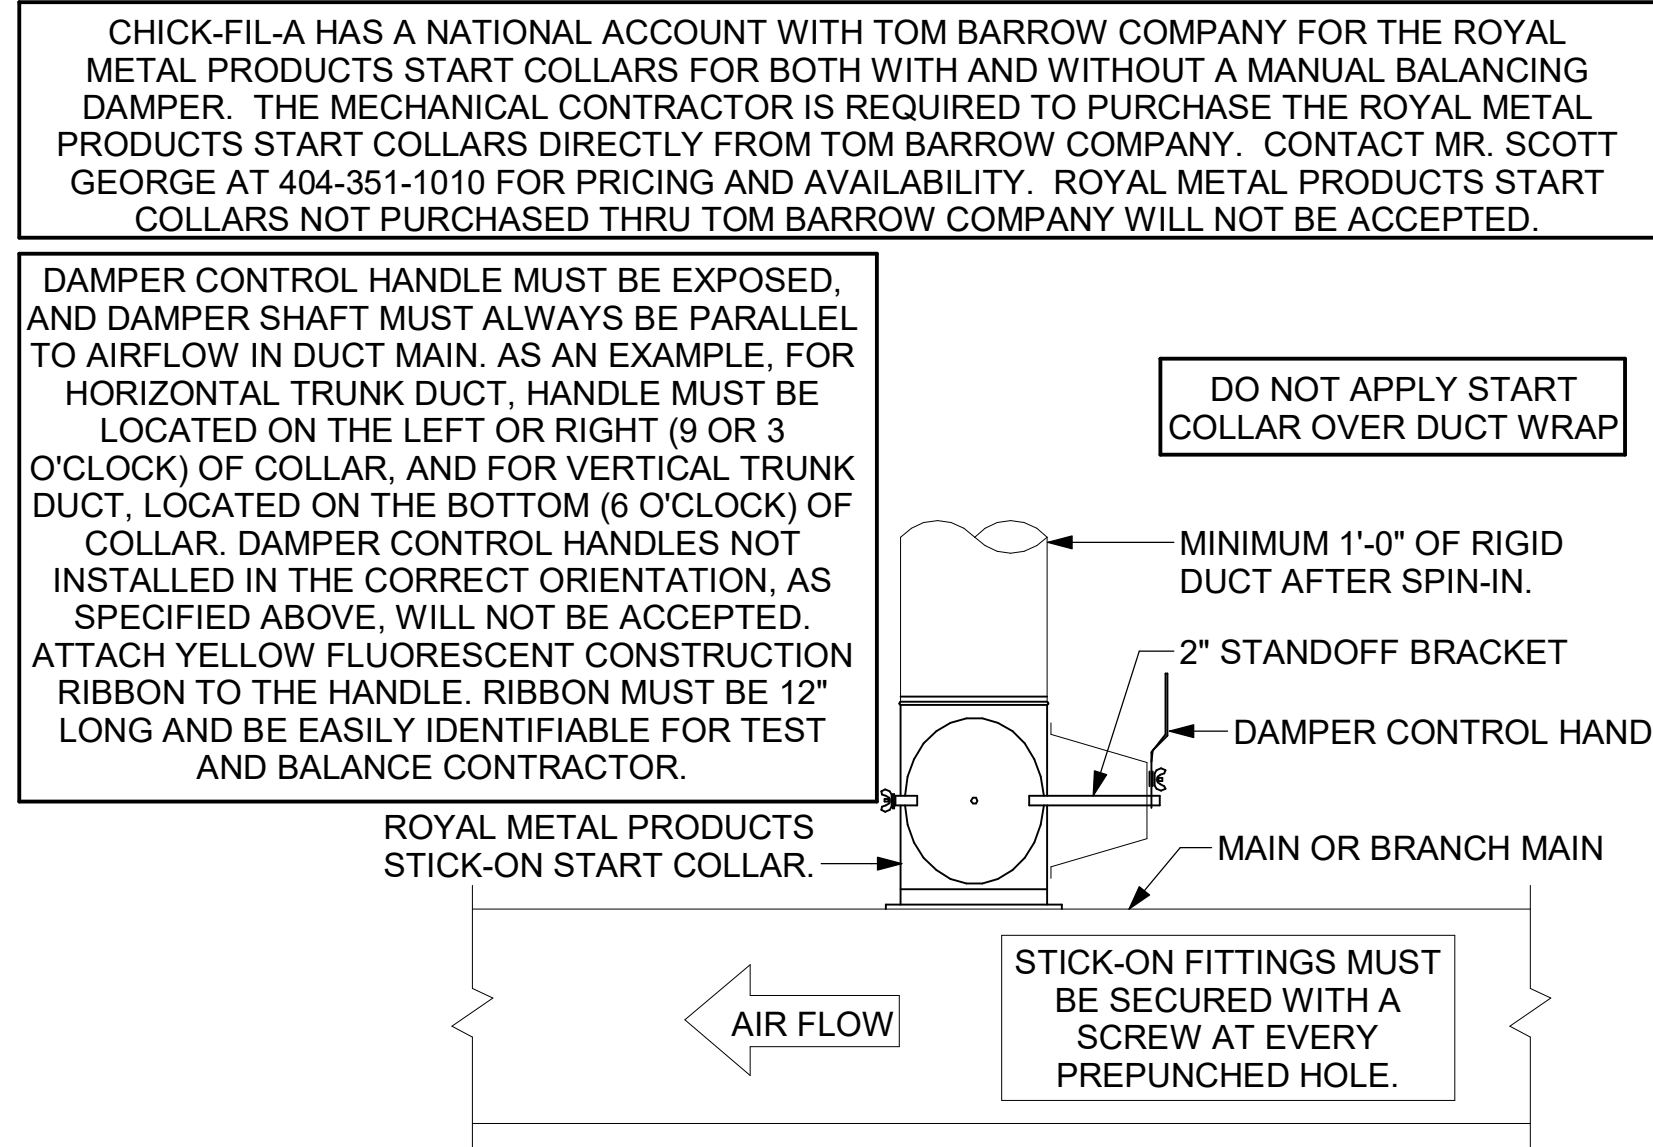 CHICK-FIL-A HAS A NATIONAL ACCOUNT WITH TOM BARROW COMPANY FOR THE ROYAL
METAL PRODUCTS START COLLARS FOR BOTH WITH AND WITHOUT A MANUAL BALANCING
DAMPER. THE MECHANICAL CONTRACTOR IS REQUIRED TO PURCHASE THE ROYAL METAL
PRODUCTS START COLLARS DIRECTLY FROM TOM BARROW COMPANY. CONTACT MR. SCOTT
GEORGE AT 404-351-1010 FOR PRICING AND AVAILABILITY. ROYAL METAL PRODUCTS START
COLLARS NOT PURCHASED THRU TOM BARROW COMPANY WILL NOT BE ACCEPTED.
DAMPER CONTROL HANDLE MUST BE EXPOSED,
AND DAMPER SHAFT MUST ALWAYS BE PARALLEL
TO AIRFLOW IN DUCT MAIN. AS AN EXAMPLE, FOR
HORIZONTAL TRUNK DUCT, HANDLE MUST BE
LOCATED ON THE LEFT OR RIGHT (9 OR 3
O'CLOCK) OF COLLAR, AND FOR VERTICAL TRUNK
DUCT, LOCATED ON THE BOTTOM (6 O'CLOCK) OF
COLLAR. DAMPER CONTROL HANDLES NOT
INSTALLED IN THE CORRECT ORIENTATION, AS
SPECIFIED ABOVE, WILL NOT BE ACCEPTED.
ATTACH YELLOW FLUORESCENT CONSTRUCTION
RIBBON TO THE HANDLE. RIBBON MUST BE 12"
LONG AND BE EASILY IDENTIFIABLE FOR TEST
AND BALANCE CONTRACTOR.
DO NOT APPLY START
COLLAR OVER DUCT WRAP
MINIMUM 1'-0" OF RIGID
DUCT AFTER SPIN-IN.
2" STANDOFF BRACKET
DAMPER CONTROL HAND
ROYAL METAL PRODUCTS
STICK-ON START COLLAR.
MAIN OR BRANCH MAIN
STICK-ON FITTINGS MUST
BE SECURED WITH A
SCREW AT EVERY
PREPUNCHED HOLE.
AIR FLOW